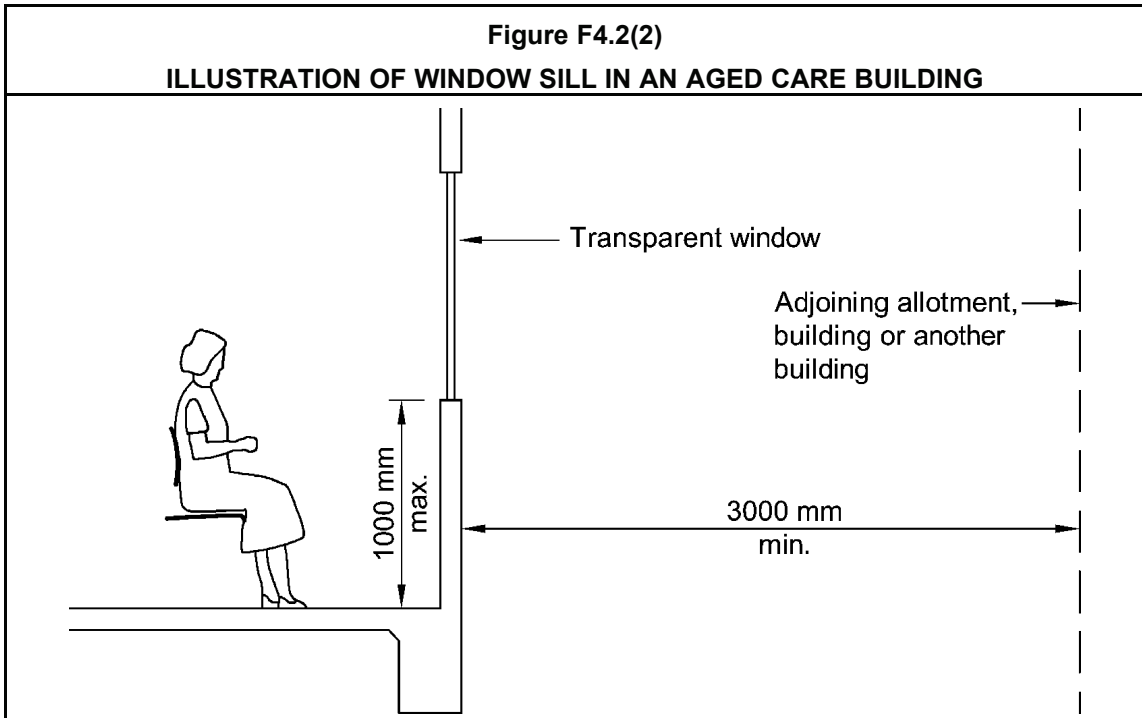 Figure F4.2(2)
ILLUSTRATION OF WINDOW SILL IN AN AGED CARE BUILDING
Transparent window
Adjoining allotment,
building or another
building
1000 mm
max.
3000 mm
min.